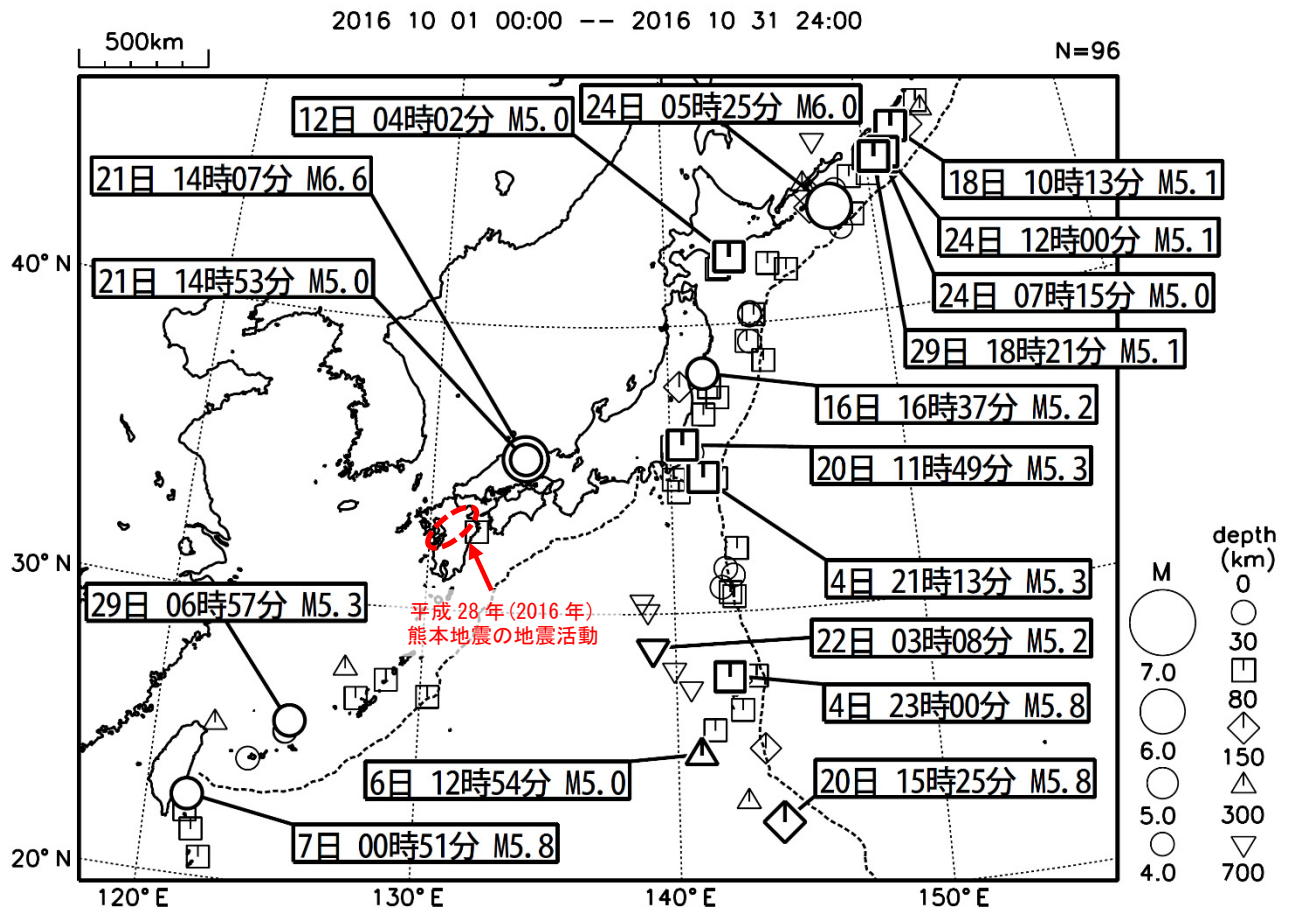 2016 10 01 00:00 -- 2016 10 31 24:00
500km
N=96
24日 05時25分 M6.0
12日 04時02分 M5.0
21日 14時07分 M6.6
18日 10時13分 M5.1
24日 12時00分 M5.1
40°N
21日 14時53分 M5.0
24日 07時15分 M5.0
29日 18時21分 M5.1
16日 16時37分 M5.2
20日 11時49分 M5.3
30°N
4日 21時13分 M5.3
29日 06時57分 M5.3
平成28年(2016年)
熊本地震の地震活動
22日 03時08分 M5.2
4日 23時00分 M5.8
6日 12時54分 M5.0
20日 15時25分 M5.8
7日 00時51分 M5.8
20°N
120°E
130°E
140°E
150°E
M
7.0
6.0
5.0
4.0
depth
(km)
0
30
80
150
300
700